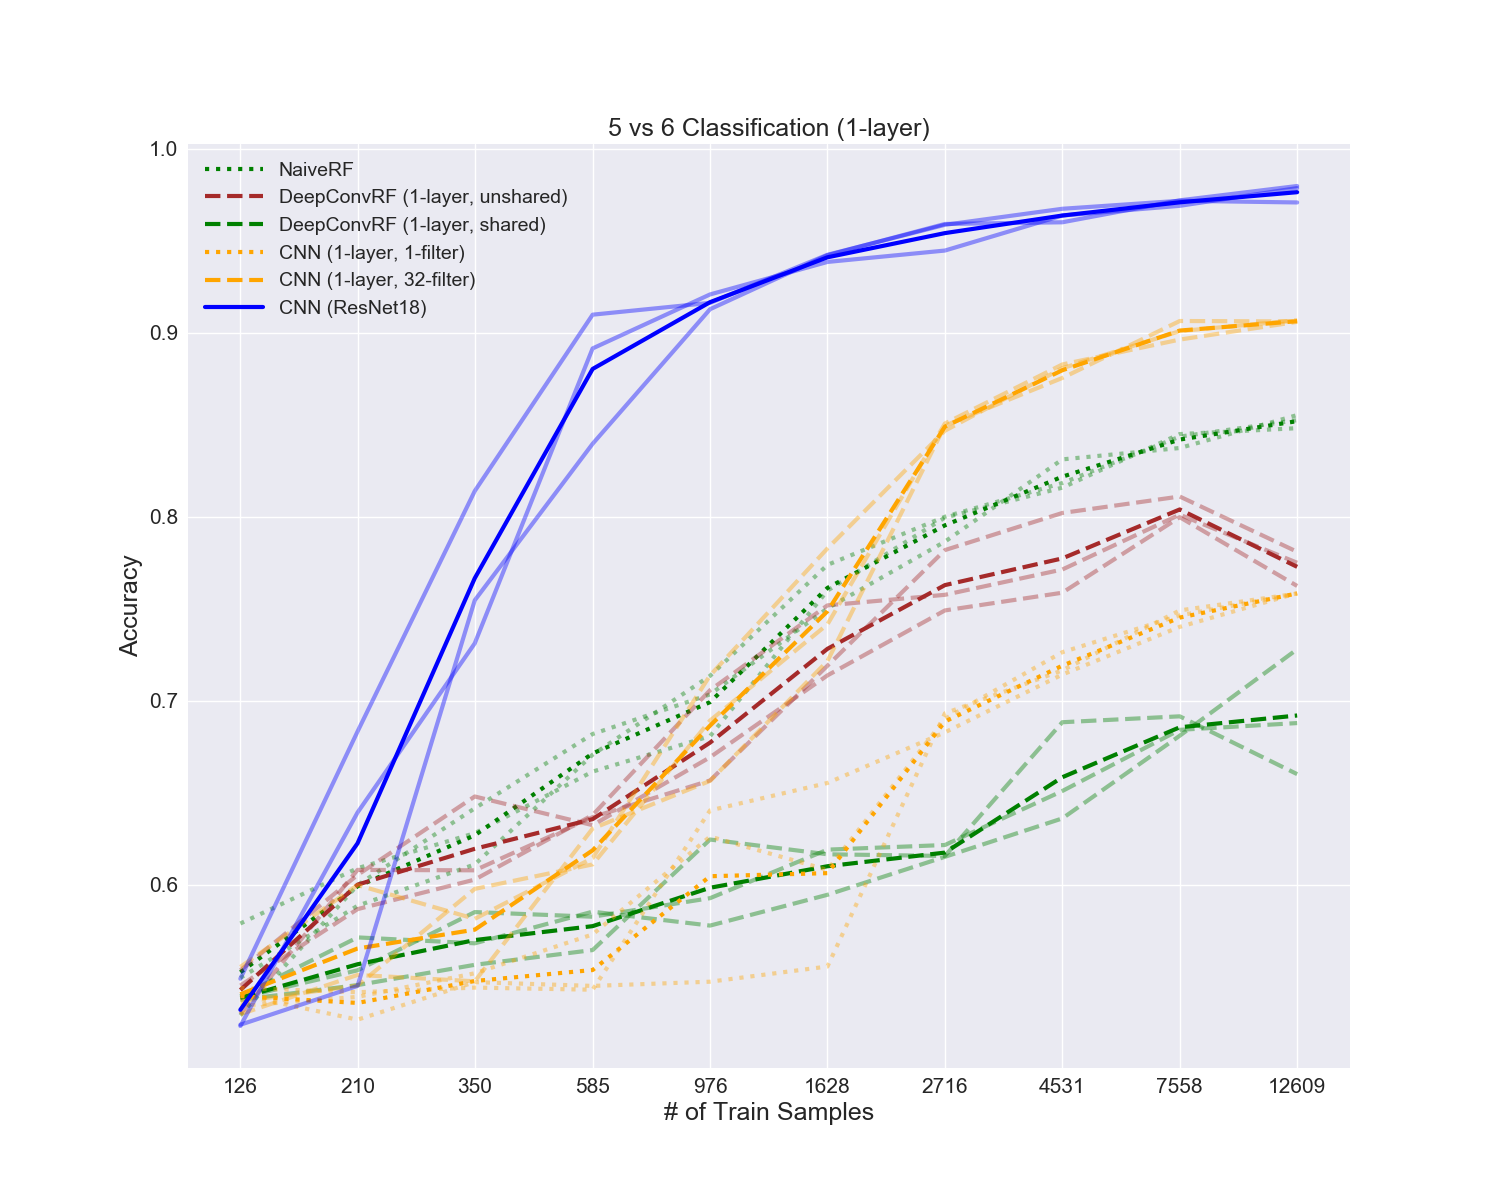 5 vs 6 Classification (1-layer)
1.0
0.9
0.8
0.7
0.6
Accuracy
NaiveRF
DeepConvRF (1-layer, unshared)
DeepConvRF (1-layer, shared)
CNN (1-layer, 1-filter)
CNN (1-layer, 32-filter)
CNN (ResNet18)
126 210 350 585 976 1628 2716 4531 7558 12609
# of Train Samples